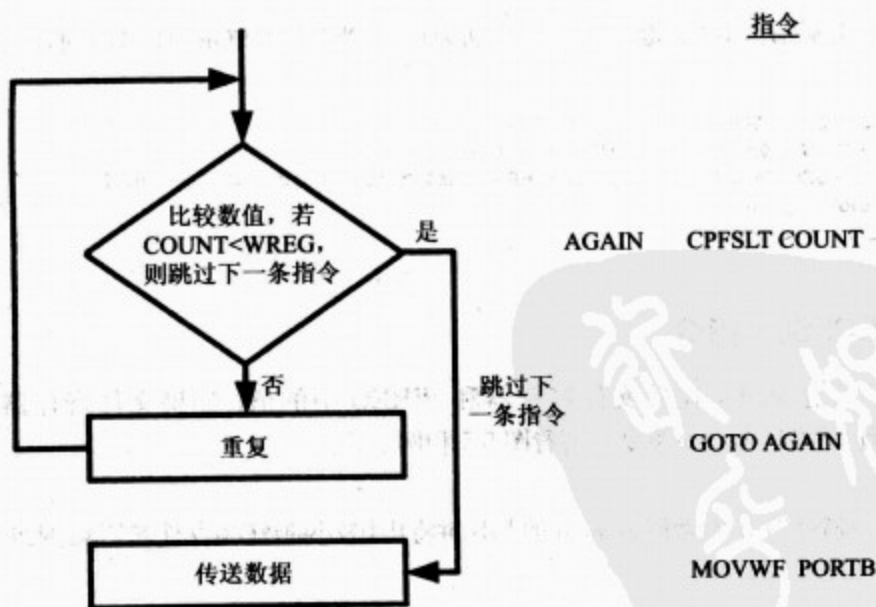 指令
比较数值，若
COUNT<WREG,
则跳过下一条指令
是
AGAIN CPFSLT COUNT
否
跳过下
一条指令
重复
GOTO AGAIN
传送数据
MOVWF PORTB